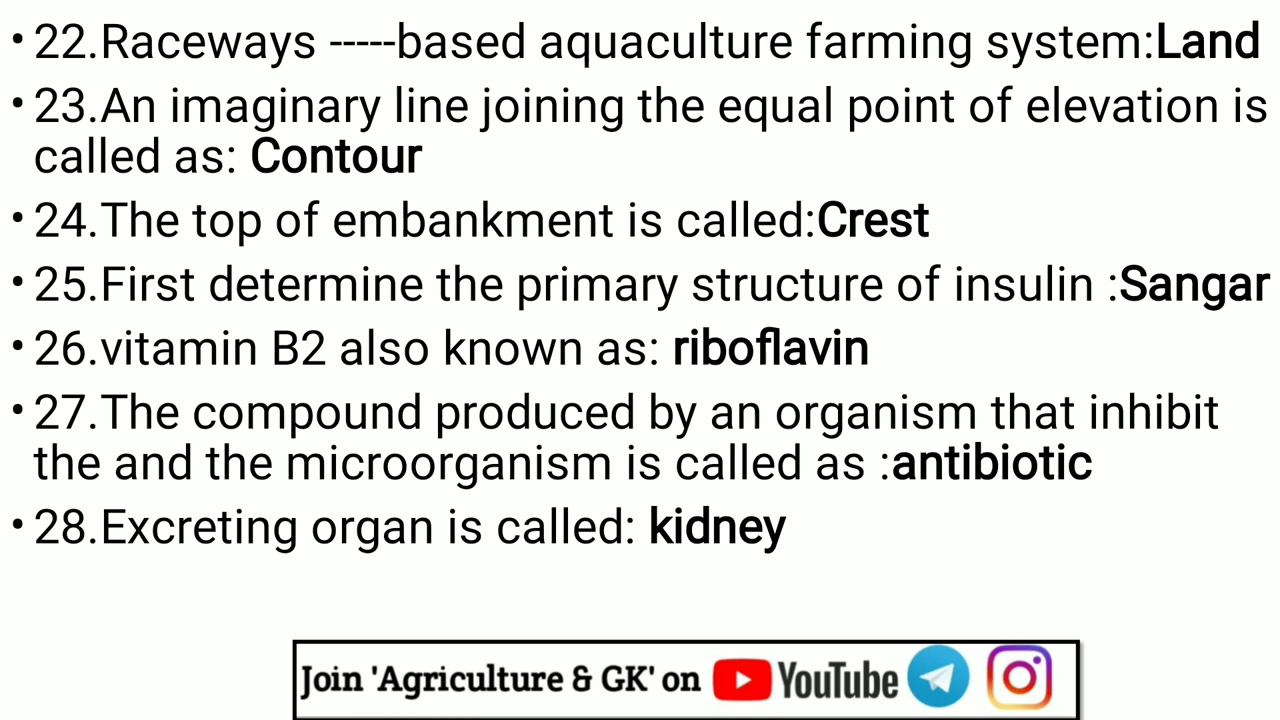 • 22.Raceways -----based aquaculture farming system:Land
• 23.An imaginary line joining the equal point of elevation is
called as: Contour
• 24.The top of embankment is called:Crest
• 25.First determine the primary structure of insulin :Sangar
• 26.vitamin B2 also known as: riboflavin
• 27.The compound produced by an organism that inhibit
the and the microorganism is called as :antibiotic
• 28.Excreting organ is called: kidney
Join 'Agriculture & GK' on YouTube